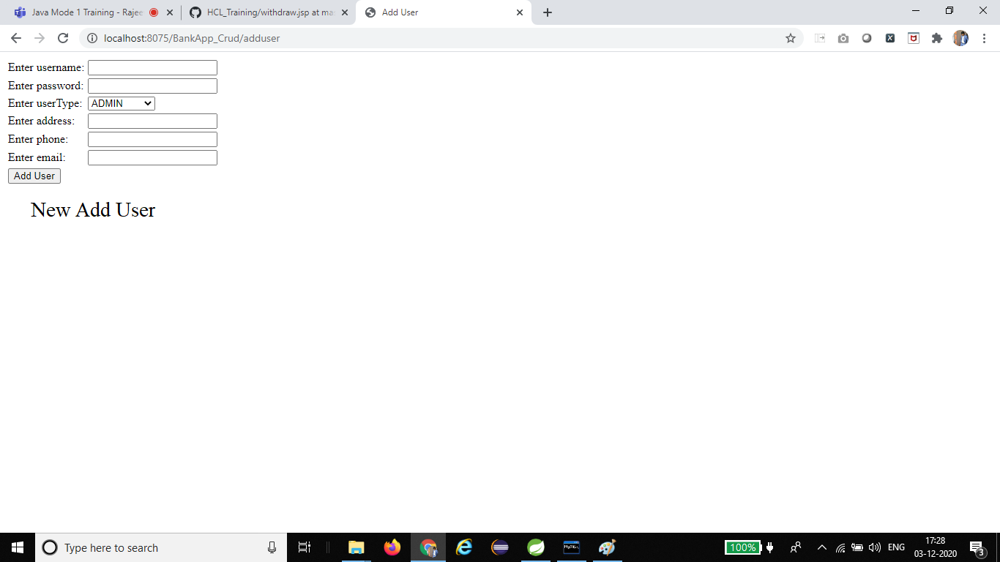 Java Mode 1 Training - Rajee
HCL_Training/withdraw.jsp at ma
Add User
localhost:8075/BankApp_Crud/adduser
Enter username:
Enter password:
Enter userType: ADMIN
Enter address:
Enter phone:
Enter email:
Add User
New Add User
Type here to search
MySQL
100%
ENG
17:28
03-12-2020
3